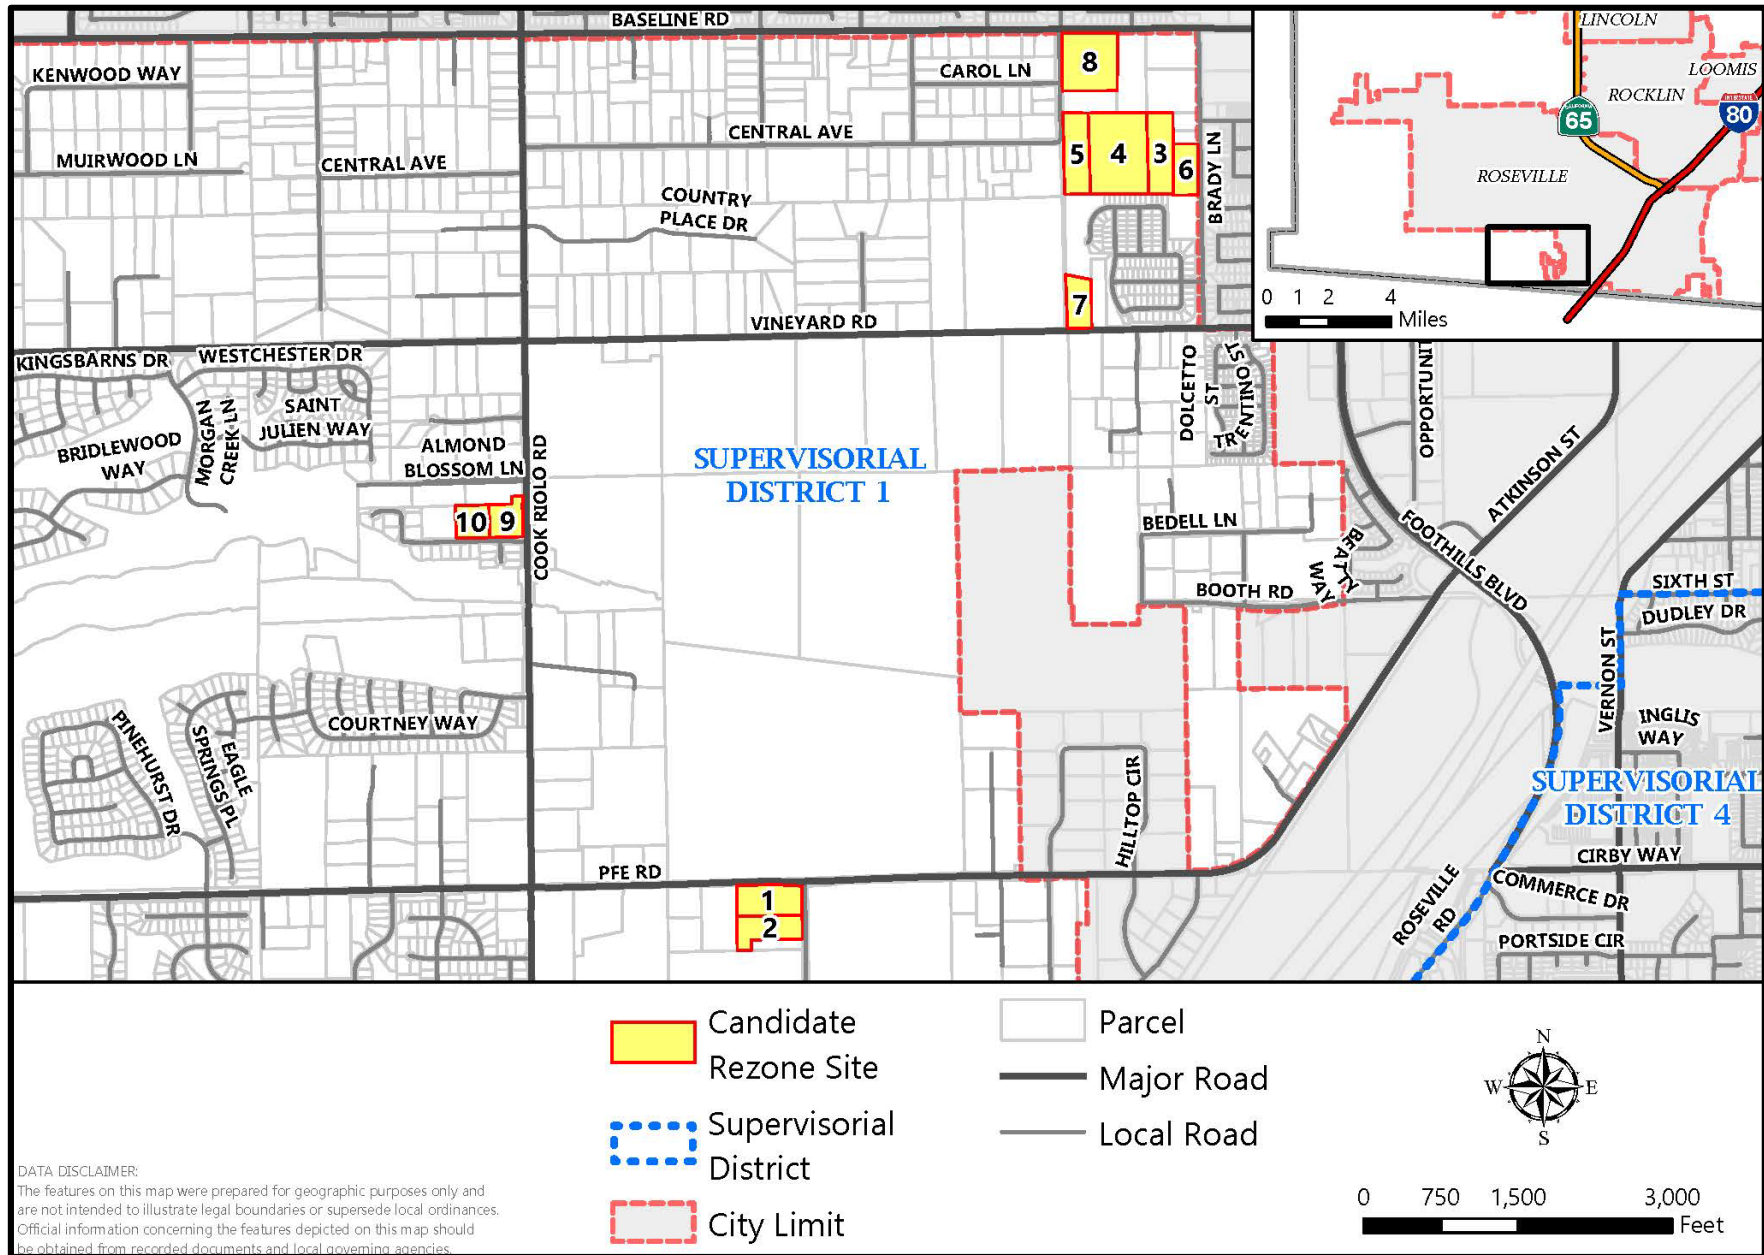 BASELINE RD
KENWOOD WAY
CAROL LN
8
CENTRAL AVE
MUIRWOOD LN
CENTRAL AVE
5
4
3
6
BRADY LN
COUNTRY
PLACE DR
7
VINEYARD RD
LINCOLN
LOOMIS
ROCKLIN
CALIFORNIA
65
INTERSTATE
80
ROSEVILLE
0 1 2 4
Miles
KINGSBARNS DR
WESTCHESTER DR
SAINT
JULIEN WAY
MORGAN
CREEK LN
BRIDLEWOOD
WAY
ALMOND
BLOSSOM LN
10
9
COOK RIOLO RD
SUPERVISORIAL
DISTRICT 1
DOLCETTO
ST
TRENTINO ST
OPPORTUNIT
ATKINSON ST
FOOTHILLS BLVD
BEDELL LN
BEATLY
WAY
BOOTH RD
SIXTH ST
DUDLEY DR
VERNON ST
INGLIS
WAY
SUPERVISORIAL
DISTRICT 4
COURTNEY WAY
PINEHURST DR
EAGLE
SPRINGS PL
HILLTOP CIR
PFE RD
1
2
CIRBY WAY
COMMERCE DR
ROSEVILLE
RD
PORTSIDE CIR
Candidate
Rezone Site
Supervisorial
District
City Limit
Parcel
Major Road
Local Road
N
W
E
S
0 750 1,500 3,000
Feet
DATA DISCLAIMER:
The features on this map were prepared for geographic purposes only and
are not intended to illustrate legal boundaries or supersede local ordinances.
Official information concerning the features depicted on this map should
be obtained from recorded documents and local governing agencies.